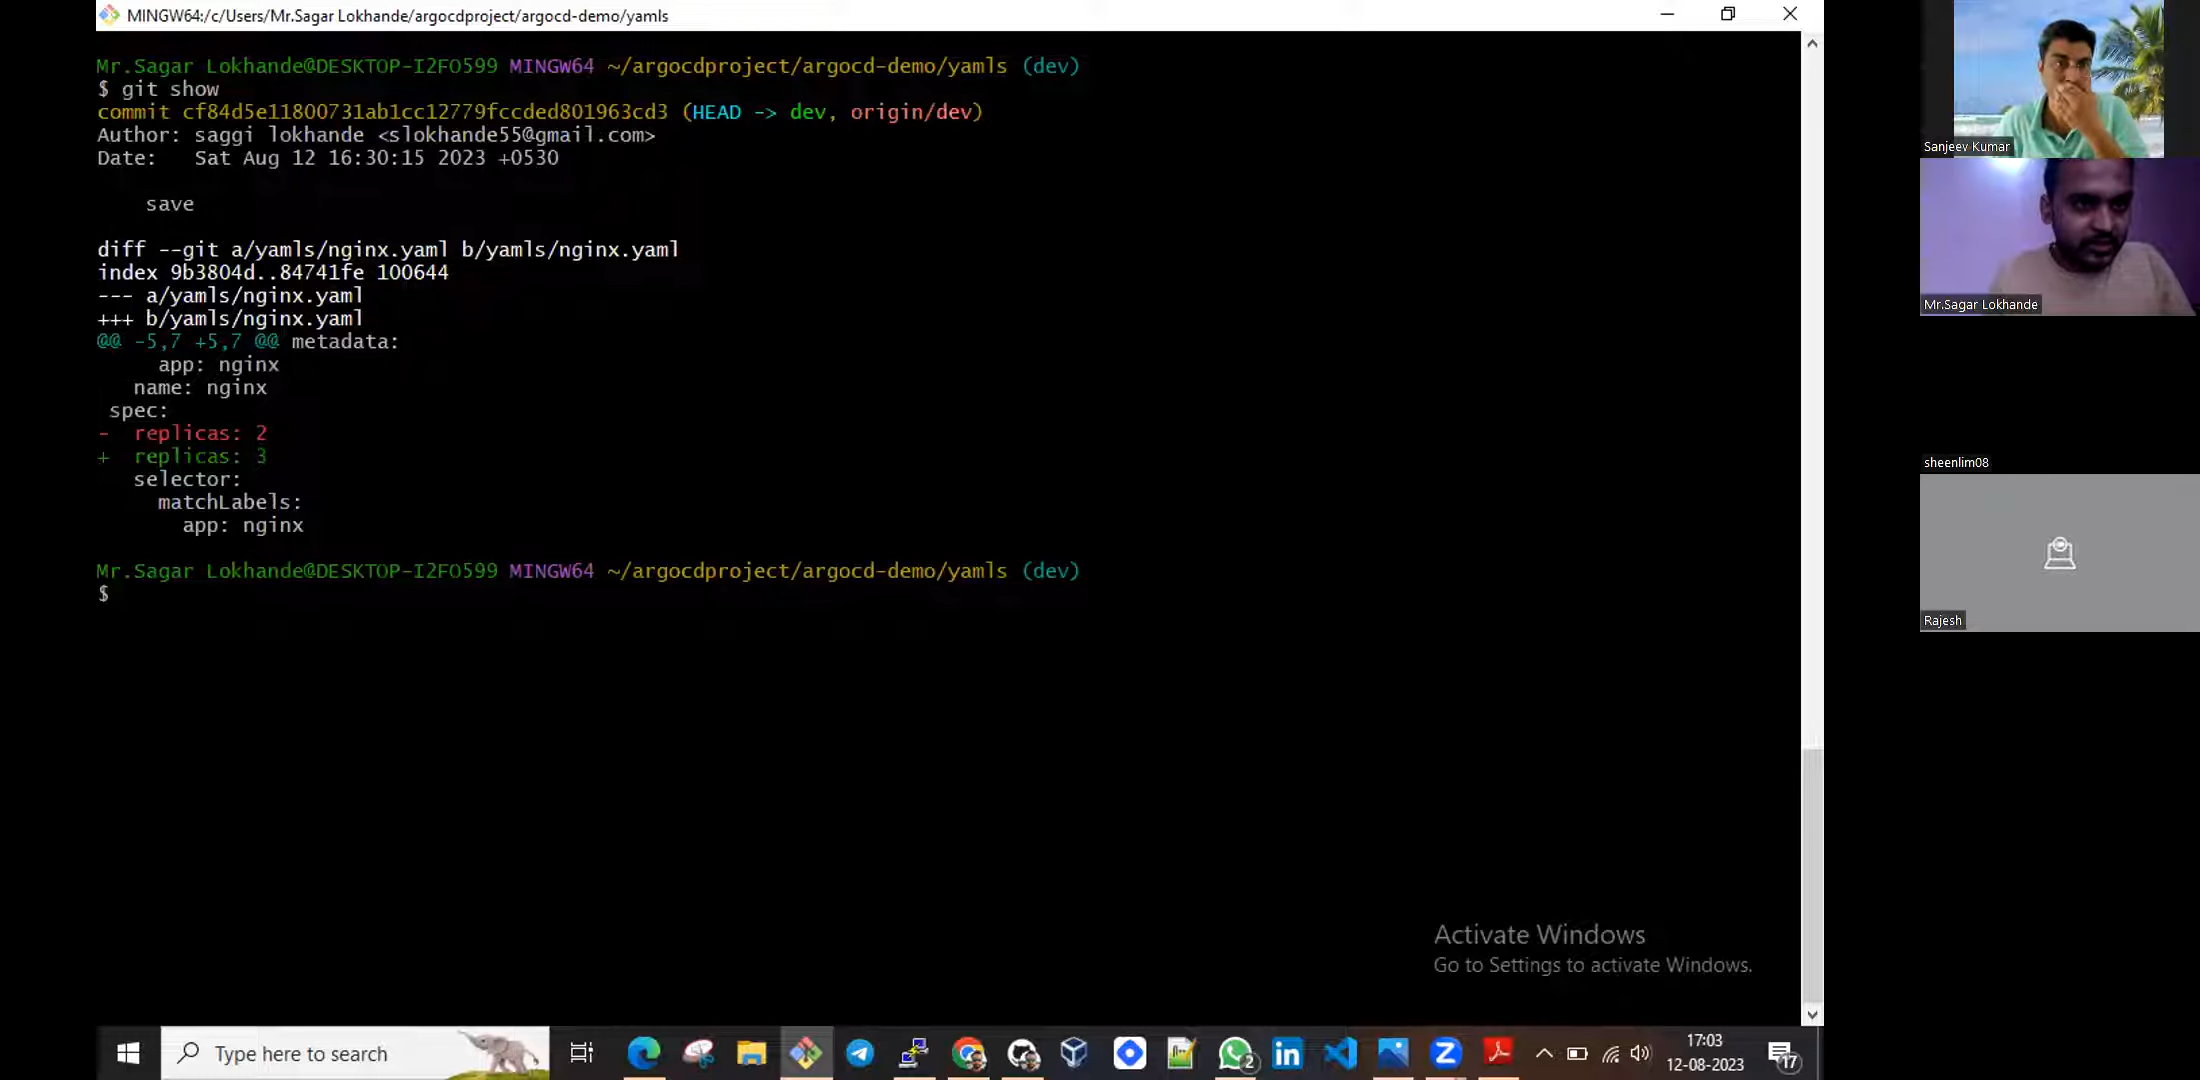 MINGW64:/c/Users/Mr.Sagar Lokhande/argocdproject/argocd-demo/yamls
Mr.Sagar Lokhande@DESKTOP-I2FO599 MINGW64 ~/argocdproject/argocd-demo/yamls (dev)
$ git show
commit cf84d5e11800731ab1cc12779fccded801963cd3 (HEAD -> dev, origin/dev)
Author: saggi lokhande <slokhande55@gmail.com>
Date:   Sat Aug 12 16:30:15 2023 +0530
    save
diff --git a/yamls/nginx.yaml b/yamls/nginx.yaml
index 9b3804d..84741fe 100644
--- a/yamls/nginx.yaml
+++ b/yamls/nginx.yaml
@@ -5,7 +5,7 @@ metadata:
     app: nginx
   name: nginx
 spec:
-  replicas: 2
+  replicas: 3
   selector:
     matchLabels:
       app: nginx
Mr.Sagar Lokhande@DESKTOP-I2FO599 MINGW64 ~/argocdproject/argocd-demo/yamls (dev)
$
Activate Windows
Go to Settings to activate Windows.
Type here to search
2
17:03
12-08-2023
17
Sanjeev Kumar
Mr.Sagar Lokhande
sheenlim08
Rajesh